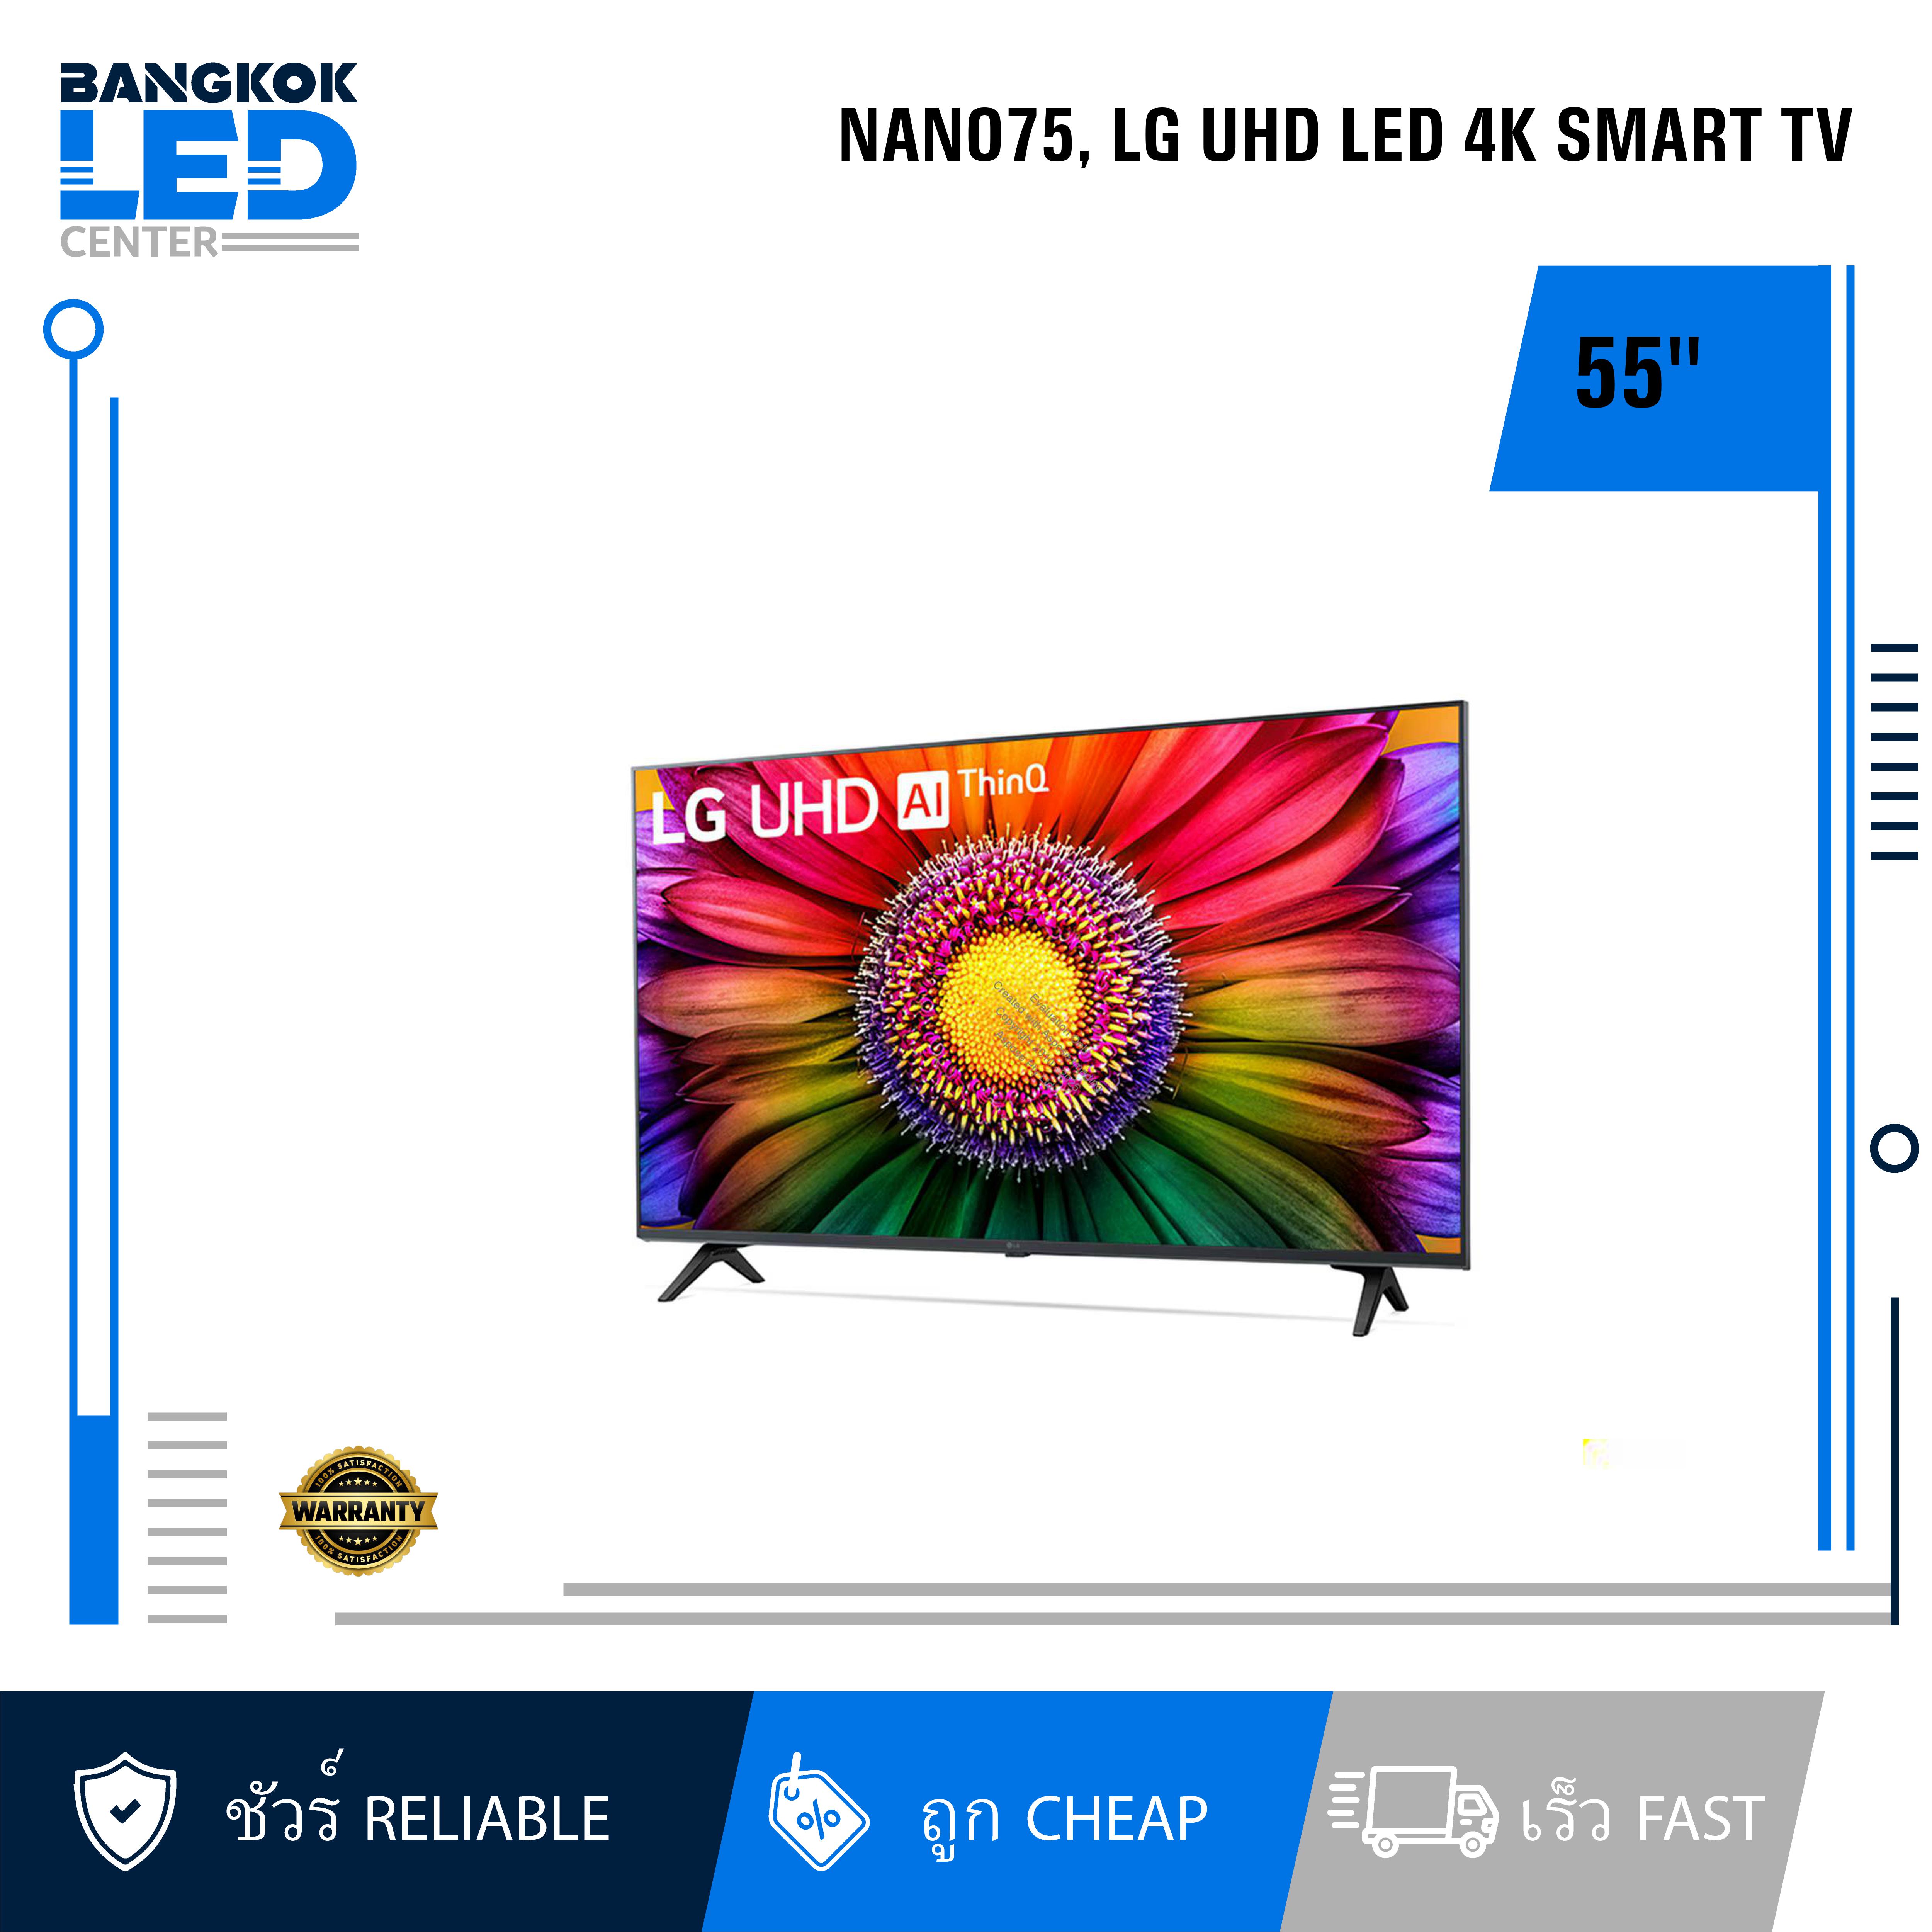 BANGKOK
LED
CENTER
NANO75, LG UHD LED 4K SMART TV
55"
LG UHD AI ThinQ
100% SATISFACTION
WARRANTY
100% SATISFACTION
ชัวร์ RELIABLE
ถูก CHEAP
เร็ว FAST